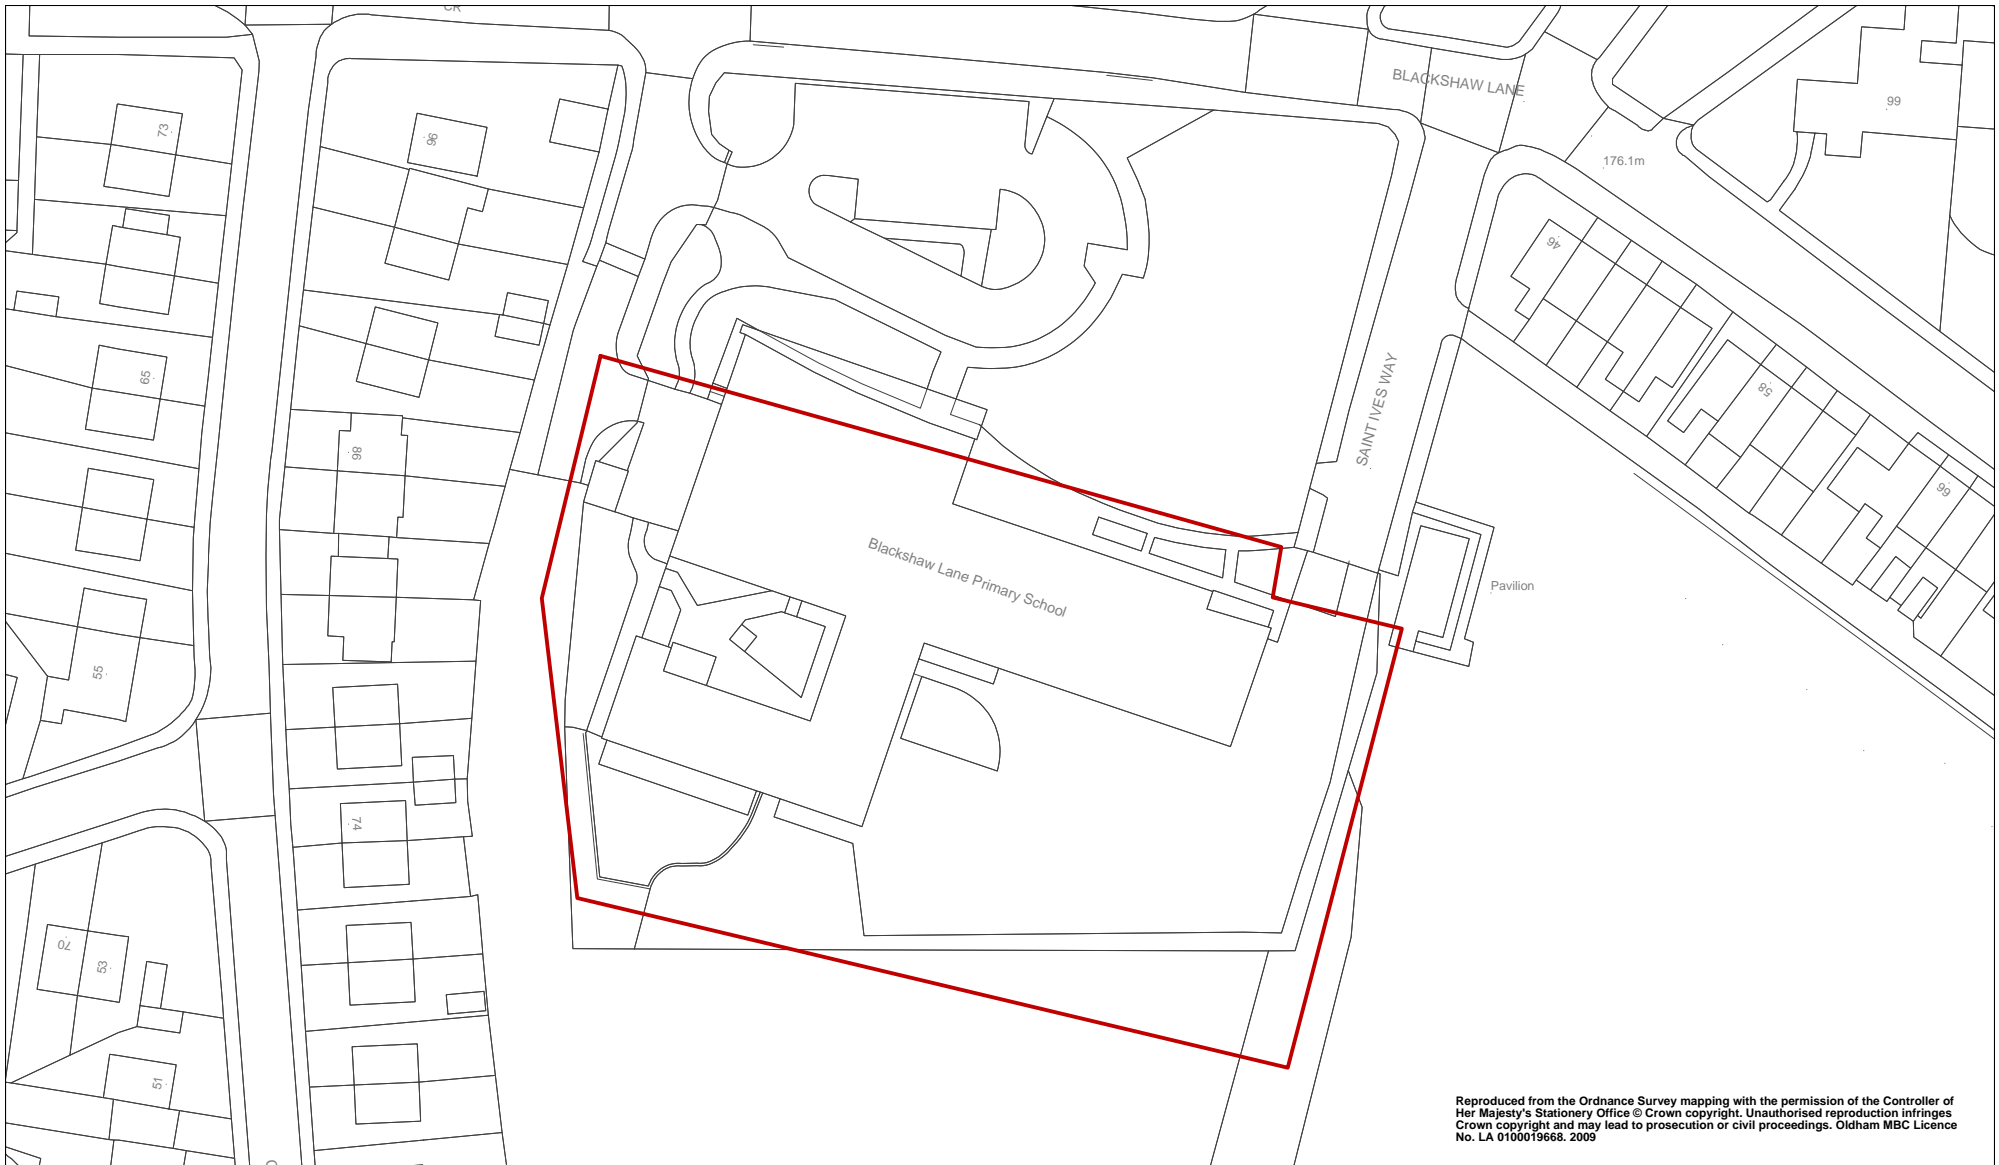 CR
BLACKSHAW LANE
99
73
96
176.1m
46
65
58
SAINT IVES WAY
86
66
Blackshaw Lane Primary School
Pavilion
55
74
70
53
51
Reproduced from the Ordnance Survey mapping with the permission of the Controller of
Her Majesty's Stationery Office © Crown copyright. Unauthorised reproduction infringes
Crown copyright and may lead to prosecution or civil proceedings. Oldham MBC Licence
No. LA 0100019668. 2009